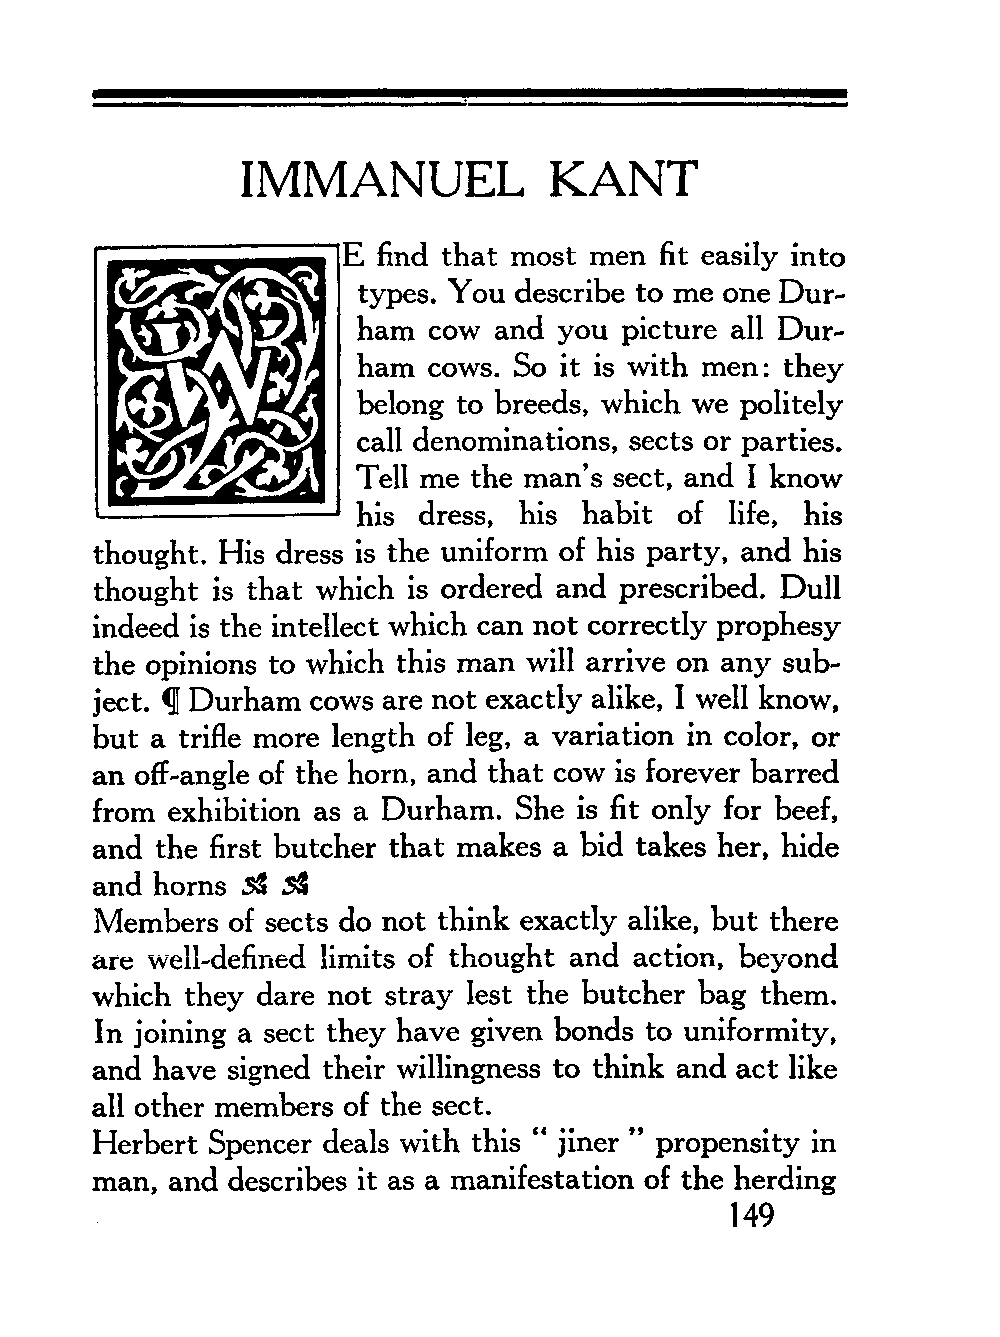 IMMANUEL KANT
WE find that most men fit easily into
types. You describe to me one Dur-
ham cow and you picture all Dur-
ham cows. So it is with men: they
belong to breeds, which we politely
call denominations, sects or parties.
Tell me the man's sect, and I know
his dress, his habit of life, his
thought. His dress is the uniform of his party, and his
thought is that which is ordered and prescribed. Dull
indeed is the intellect which can not correctly prophesy
the opinions to which this man will arrive on any sub-
ject. ¶ Durham cows are not exactly alike, I well know,
but a trifle more length of leg, a variation in color, or
an off-angle of the horn, and that cow is forever barred
from exhibition as a Durham. She is fit only for beef,
and the first butcher that makes a bid takes her, hide
and horns
Members of sects do not think exactly alike, but there
are well-defined limits of thought and action, beyond
which they dare not stray lest the butcher bag them.
In joining a sect they have given bonds to uniformity,
and have signed their willingness to think and act like
all other members of the sect.
Herbert Spencer deals with this " jiner " propensity in
man, and describes it as a manifestation of the herding
149